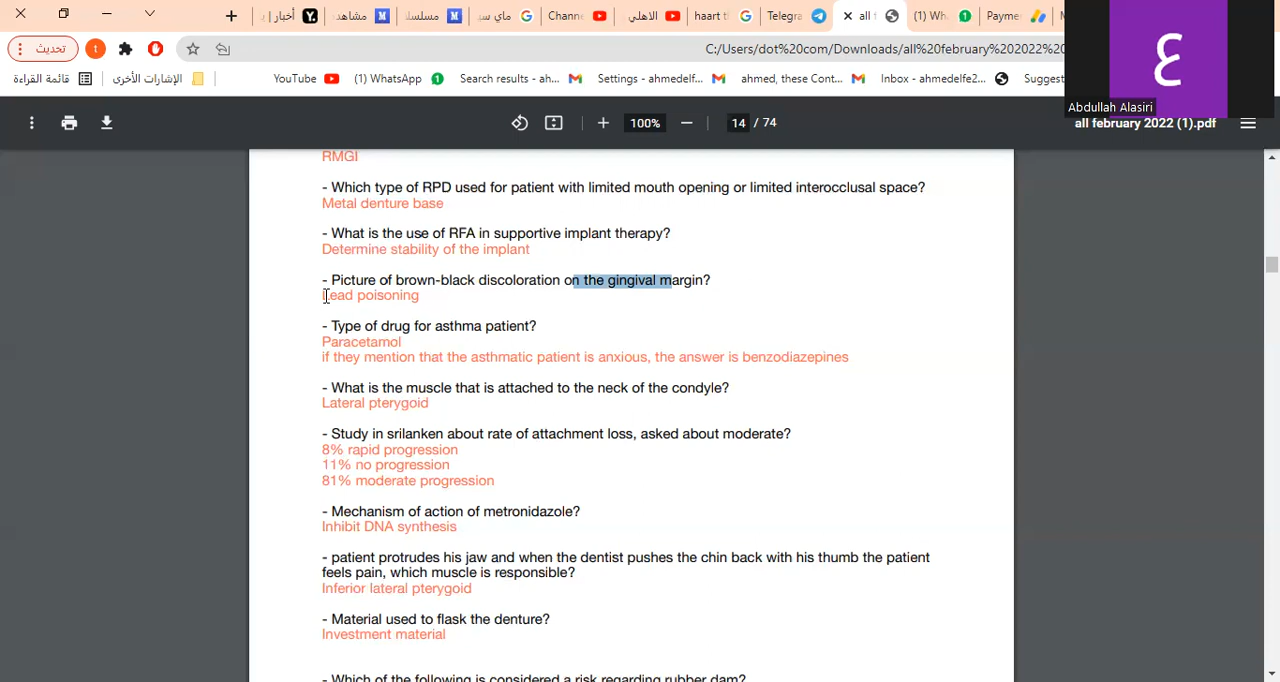 أخبار | ب
مشاهد
مسلسل
ماي سي
Chann
الاهلي
haart t
Telegra
all f
(1) Wh
Payme
تحديث
C:/Users/dot%20com/Downloads/all%20february%202022%20
قائمة القراءة
الإشارات الأخرى
YouTube
(1) WhatsApp
Search results - ah...
Settings - ahmedelf...
ahmed, these Cont...
Inbox - ahmedelfe2...
Suggest
ع
Abdullah Alasiri
100%
14 / 74
all february 2022 (1).pdf
RMGI
- Which type of RPD used for patient with limited mouth opening or limited interocclusal space?
Metal denture base
- What is the use of RFA in supportive implant therapy?
Determine stability of the implant
- Picture of brown-black discoloration on the gingival margin?
Lead poisoning
- Type of drug for asthma patient?
Paracetamol
if they mention that the asthmatic patient is anxious, the answer is benzodiazepines
- What is the muscle that is attached to the neck of the condyle?
Lateral pterygoid
- Study in srilanken about rate of attachment loss, asked about moderate?
8% rapid progression
11% no progression
81% moderate progression
- Mechanism of action of metronidazole?
Inhibit DNA synthesis
- patient protrudes his jaw and when the dentist pushes the chin back with his thumb the patient
feels pain, which muscle is responsible?
Inferior lateral pterygoid
- Material used to flask the denture?
Investment material
- Which of the following is considered a risk regarding rubber dam?